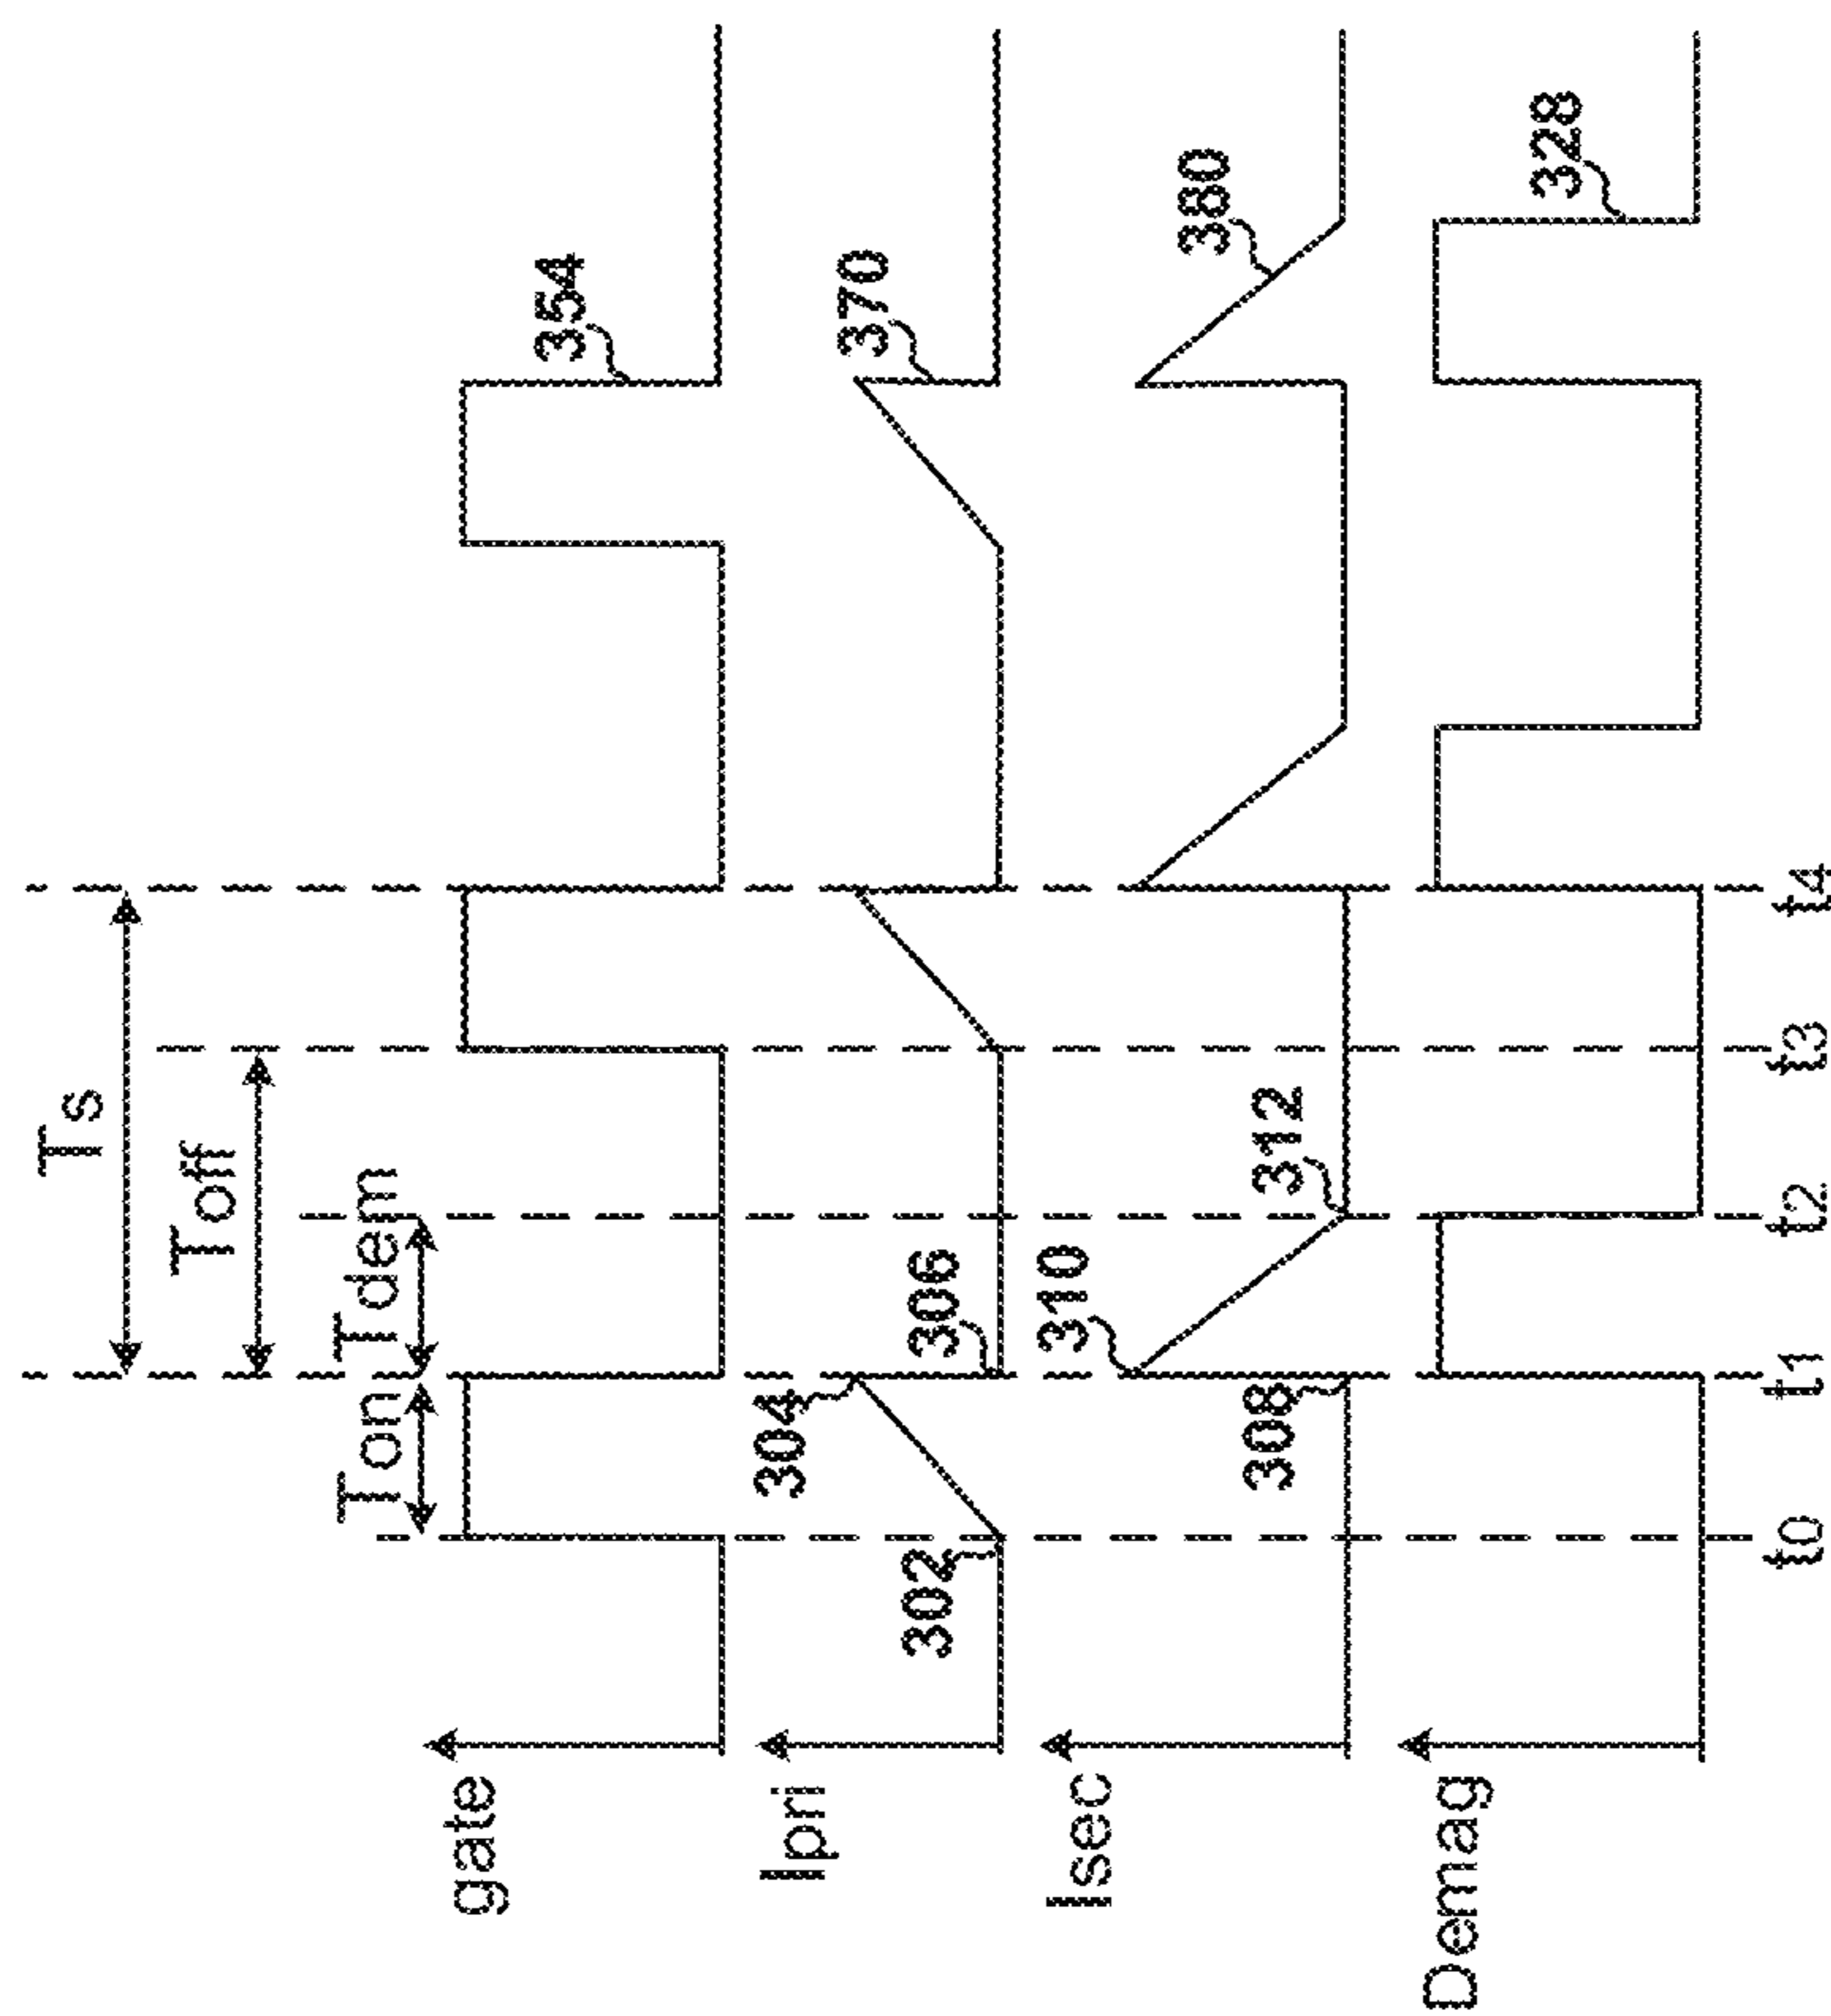 Ts
Toff
Ton Tdem
gate
354
Ipri
302
304
306
370
Isec
308
310
312
380
Demag
328
t0 t1 t2 t3 t4